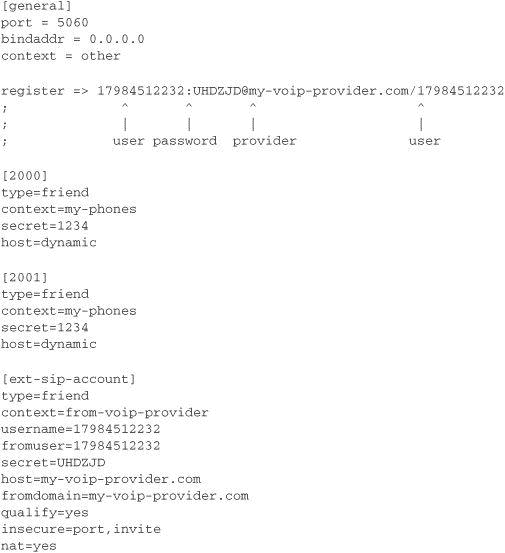 [general]
port = 5060
bindaddr = 0.0.0.0
context = other

register => 17984512232:UHDZJD@my-voip-provider.com/17984512232
;              ^       ^       ^                    ^
;              |       |       |                    |
;             user password  provider              user

[2000]
type=friend
context=my-phones
secret=1234
host=dynamic

[2001]
type=friend
context=my-phones
secret=1234
host=dynamic

[ext-sip-account]
type=friend
context=from-voip-provider
username=17984512232
fromuser=17984512232
secret=UHDZJD
host=my-voip-provider.com
fromdomain=my-voip-provider.com
qualify=yes
insecure=port,invite
nat=yes